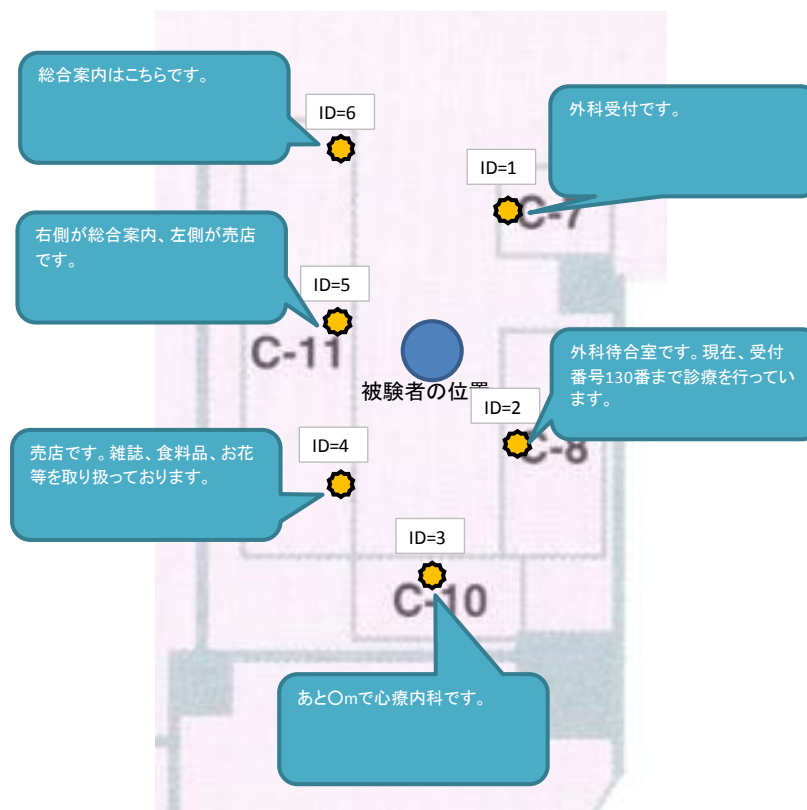 総合案内はこちらです。
ID=6
外科受付です。
ID=1
C-7
右側が総合案内、左側が売店
です。
ID=5
C-11
被験者の位置
外科待合室です。現在、受付
番号130番まで診療を行ってい
ます。
ID=2
C-8
売店です。雑誌、食料品、お花
等を取り扱っております。
ID=4
ID=3
C-10
あと〇mで心療内科です。